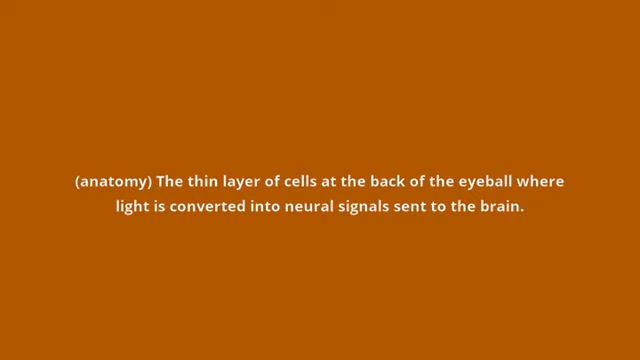 (anatomy) The thin layer of cells at the back of the eyeball where
light is converted into neural signals sent to the brain.